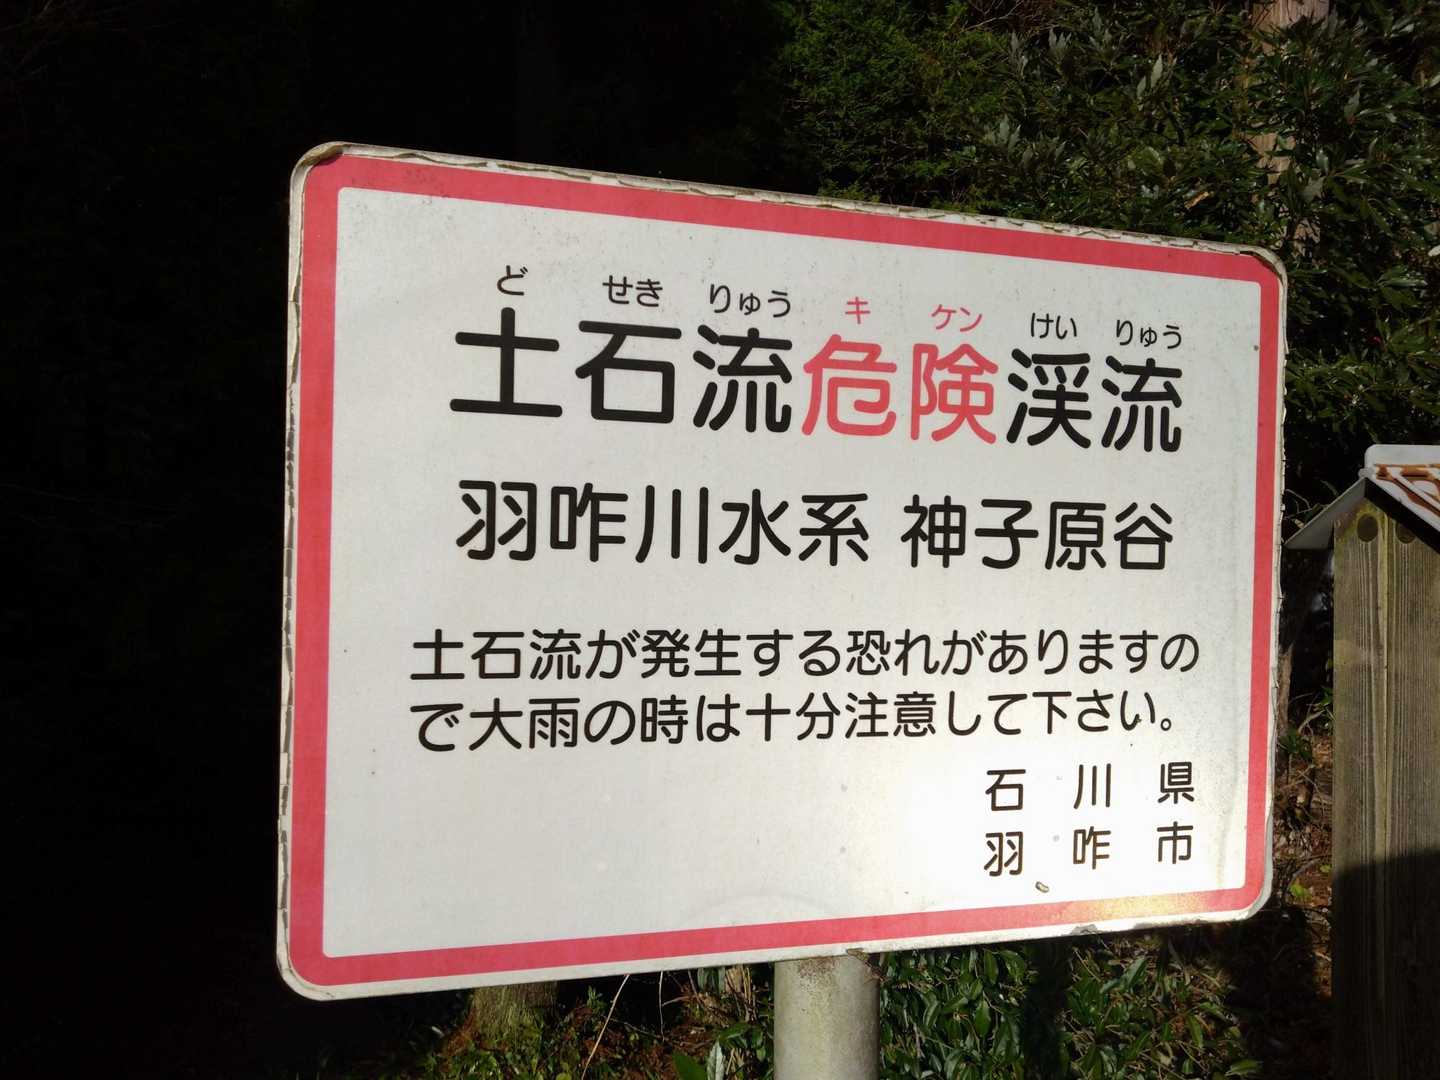 ど せき りゅう キ ケン けい りゅう
土石流危険渓流
羽咋川水系 神子原谷
土石流が発生する恐れがありますの
で大雨の時は十分注意して下さい。
石川県
羽咋市